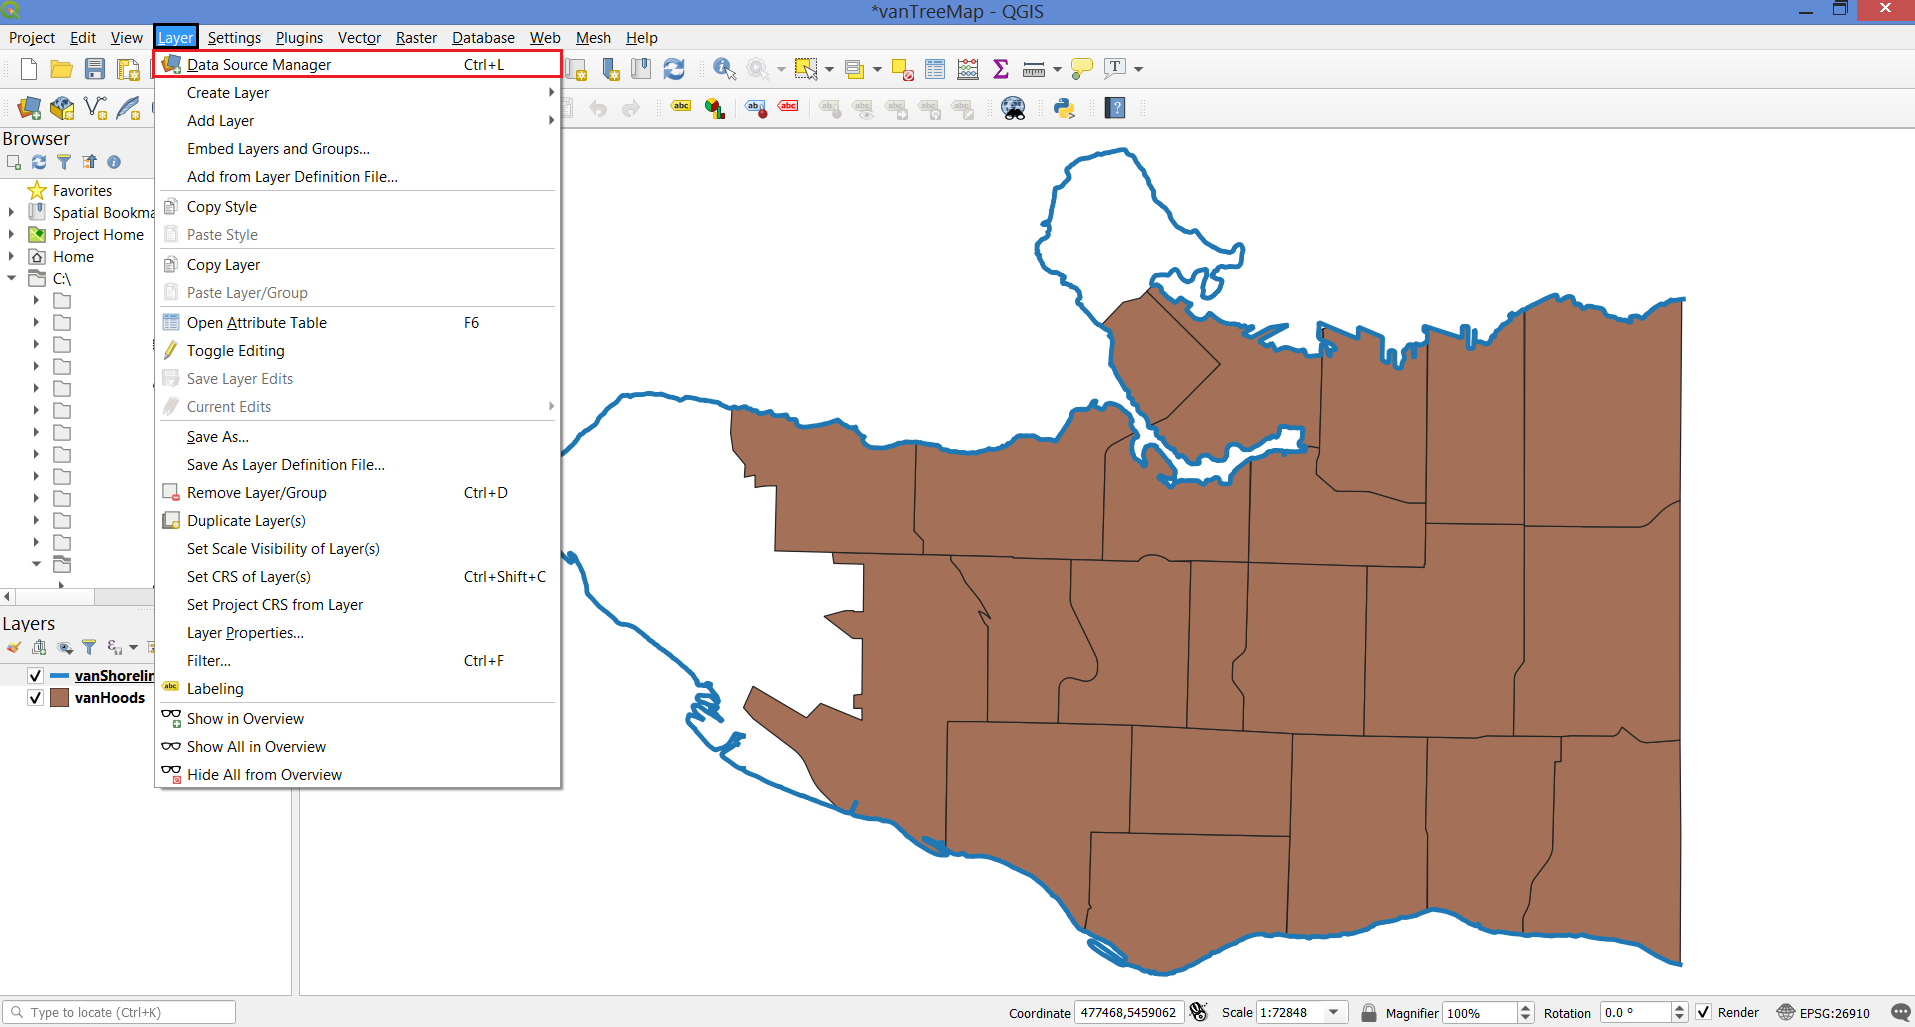 *vanTreeMap - QGIS
Project Edit View Layer Settings Plugins Vector Raster Database Web Mesh Help
Data Source Manager Ctrl+L
Create Layer
Add Layer
Embed Layers and Groups...
Add from Layer Definition File...
Copy Style
Paste Style
Copy Layer
Paste Layer/Group
Open Attribute Table F6
Toggle Editing
Save Layer Edits
Current Edits
Save As...
Save As Layer Definition File...
Remove Layer/Group Ctrl+D
Duplicate Layer(s)
Set Scale Visibility of Layer(s)
Set CRS of Layer(s) Ctrl+Shift+C
Set Project CRS from Layer
Layer Properties...
Filter... Ctrl+F
abc Labeling
Show in Overview
Show All in Overview
Hide All from Overview
abc ab abc
Browser
Favorites
Spatial Bookma
Project Home
Home
C:\
Layers
vanShorelin
vanHoods
Type to locate (Ctrl+K)
Coordinate 477468,5459062 Scale 1:72848 Magnifier 100% Rotation 0.0 ° Render EPSG:26910